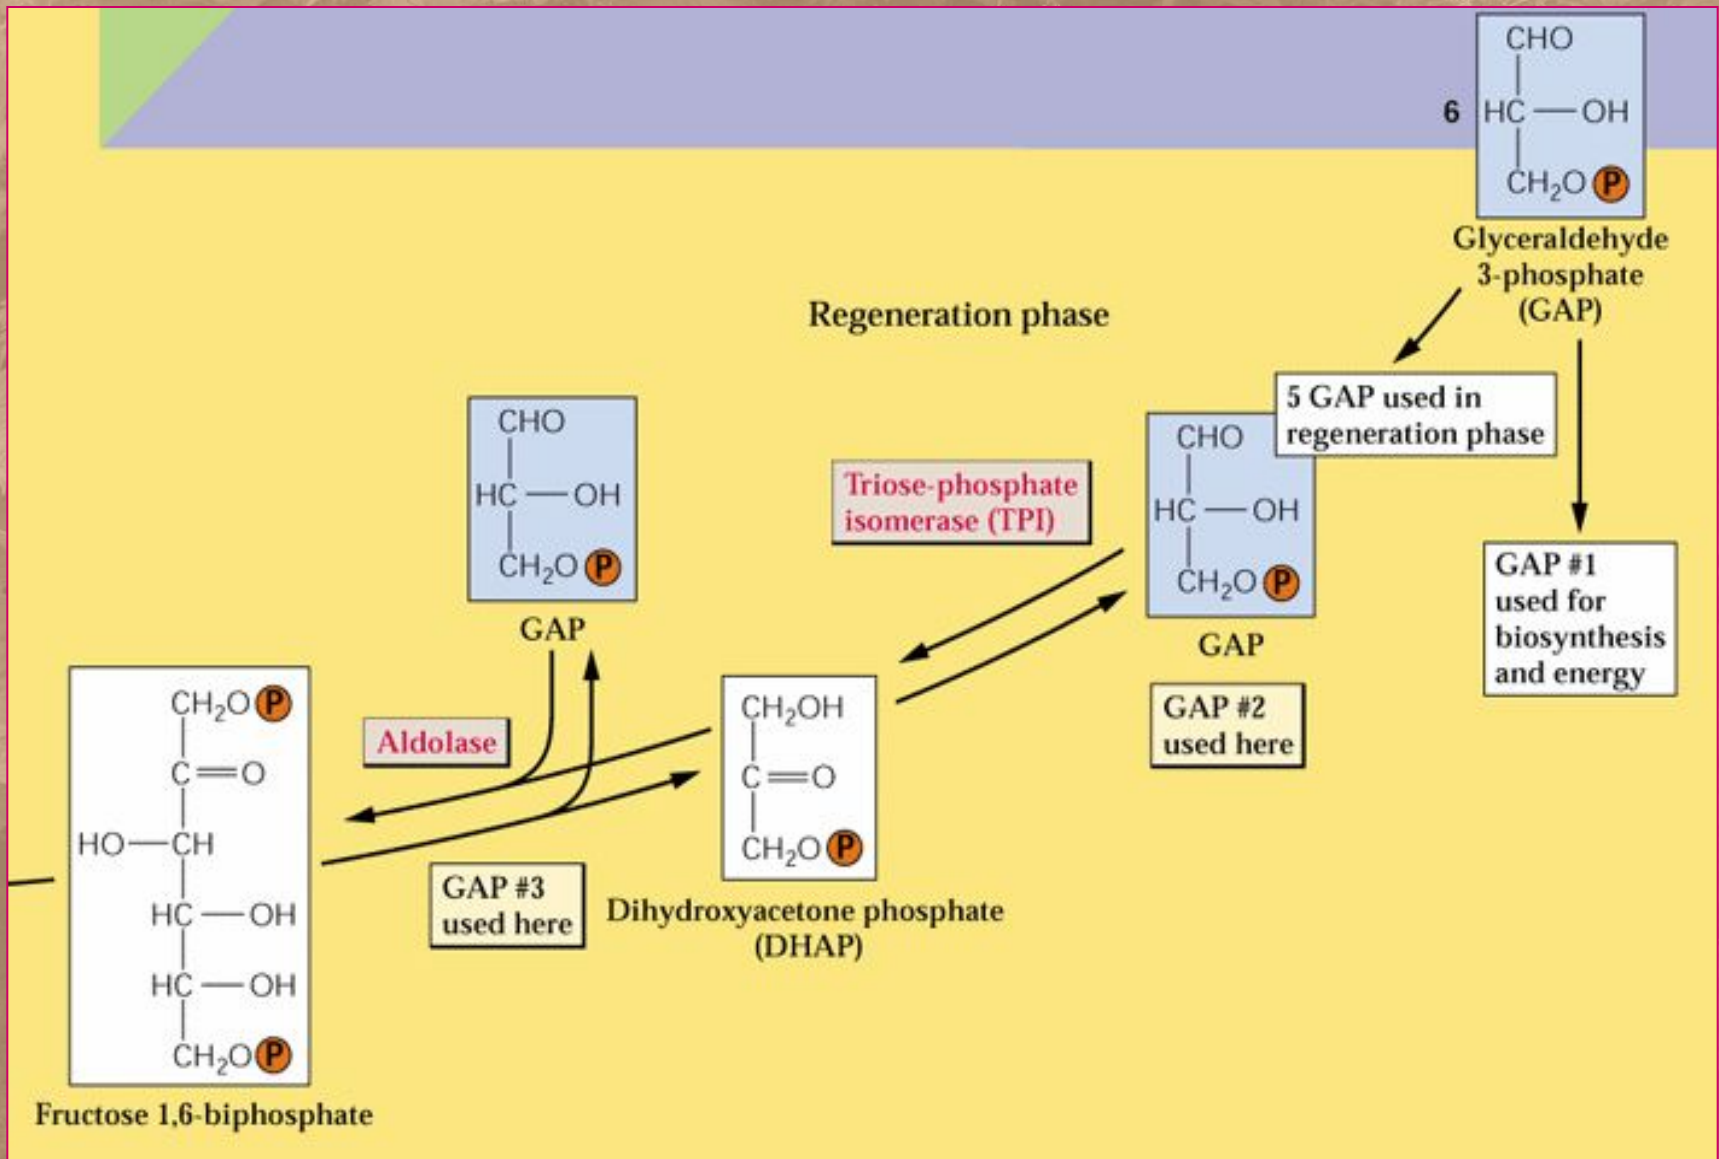 CHO
6 HC—OH
CH₂O P
Glyceraldehyde
3-phosphate
(GAP)
Regeneration phase
5 GAP used in
regeneration phase
CHO
HC—OH
CH₂O P
GAP
CHO
HC—OH
CH₂O P
GAP
Triose-phosphate
isomerase (TPI)
GAP #1
used for
biosynthesis
and energy
GAP #2
used here
CH₂O P
C=O
HO—CH
HC—OH
HC—OH
CH₂O P
Fructose 1,6-biphosphate
Aldolase
GAP #3
used here
CH₂OH
C=O
CH₂O P
Dihydroxyacetone phosphate
(DHAP)